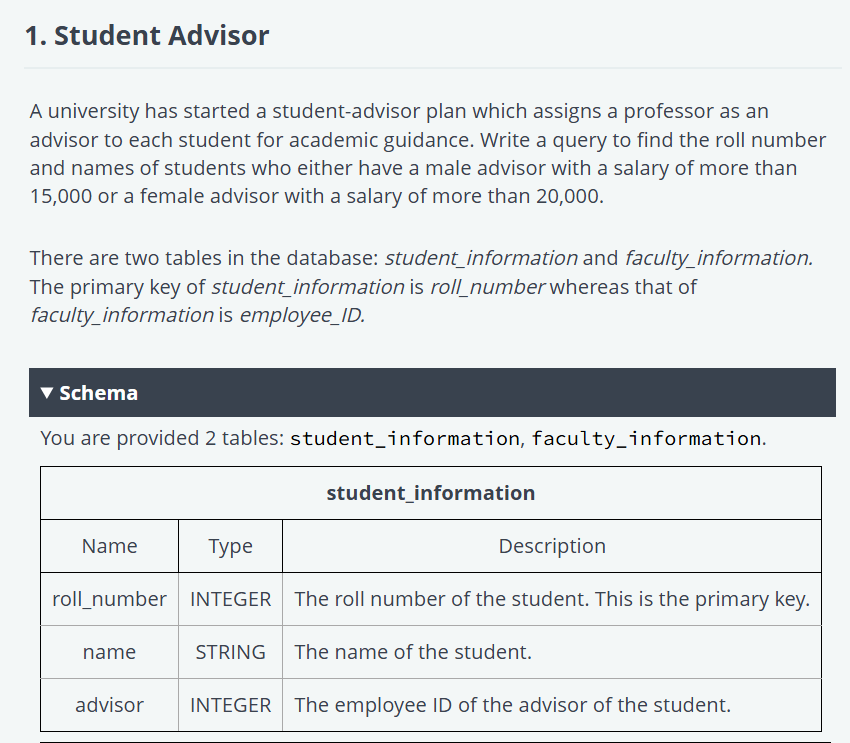 1. Student Advisor
A university has started a student-advisor plan which assigns a professor as an
advisor to each student for academic guidance. Write a query to find the roll number
and names of students who either have a male advisor with a salary of more than
15,000 or a female advisor with a salary of more than 20,000.
There are two tables in the database: student_information and faculty_information.
The primary key of student_information is roll_number whereas that of
faculty_information is employee_ID.
▼ Schema
You are provided 2 tables: student_information, faculty_information.
student_information
Name Type Description
roll_number INTEGER The roll number of the student. This is the primary key.
name STRING The name of the student.
advisor INTEGER The employee ID of the advisor of the student.